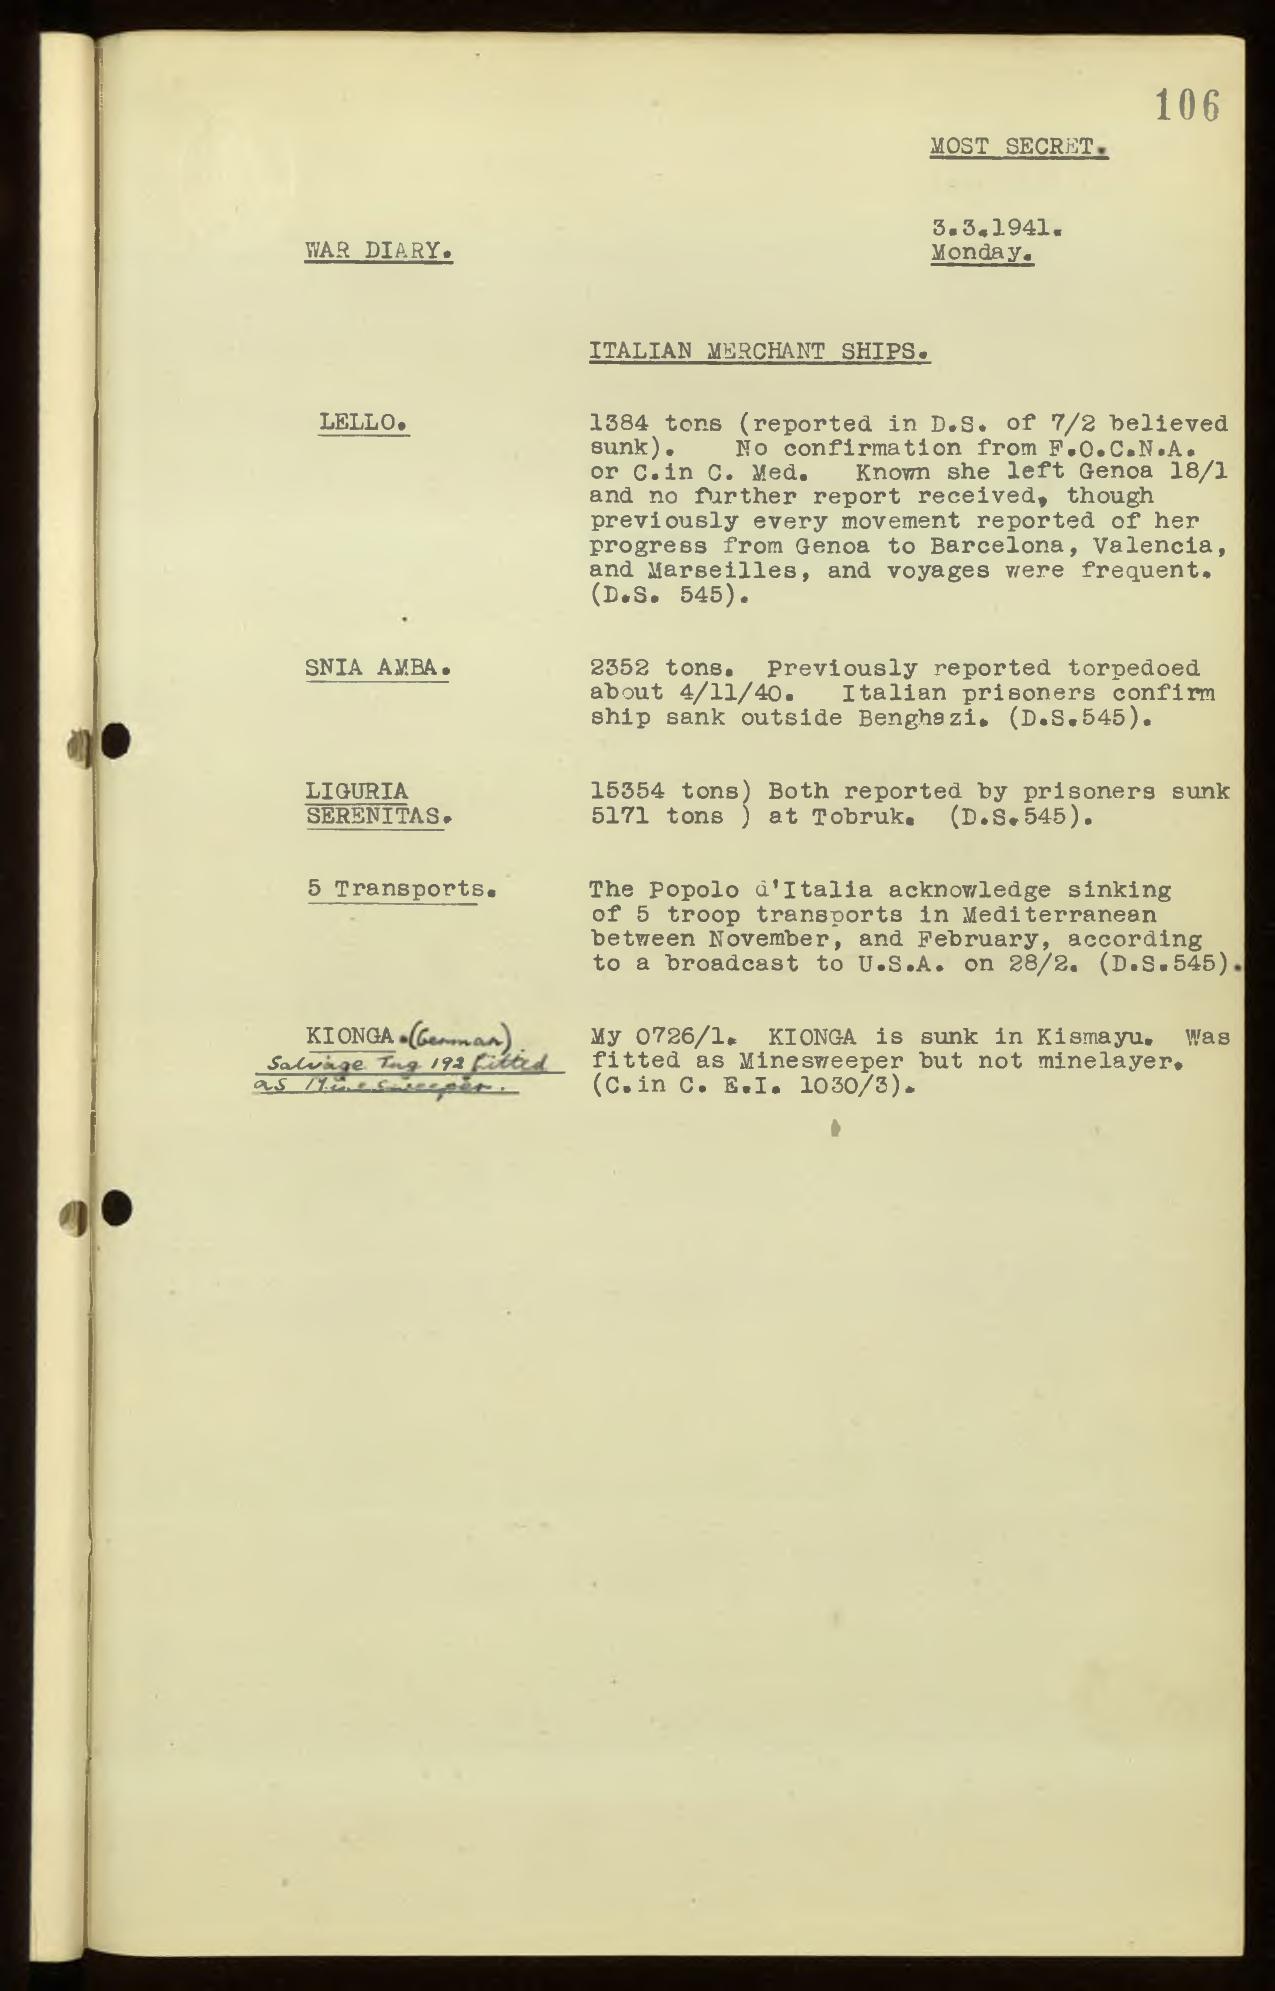 106
MOST SECRET.
3.3.1941.
WAR DIARY.
Monday.
ITALIAN MERCHANT SHIPS.
LELLO.
1384 tons (reported in D.S. of 7/2 believed
sunk). No confirmation from F.O.C.N.A.
or C.in C. Med. Known she left Genoa 18/1
and no further report received, though
previously every movement reported of her
progress from Genoa to Barcelona, Valencia,
and Marseilles, and voyages were frequent.
(D.S. 545).
SNIA AMBA.
2352 tons. Previously reported torpedoed
about 4/11/40. Italian prisoners confirm
ship sank outside Benghazi. (D.S.545).
LIGURIA 15354 tons) Both reported by prisoners sunk
SERENITAS. 5171 tons ) at Tobruk. (D.S.545).
5 Transports.
The Popolo d'Italia acknowledge sinking
of 5 troop transports in Mediterranean
between November, and February, according
to a broadcast to U.S.A. on 28/2. (D.S.545).
KIONGA.(German).
Salvage Tug 192 fitted
as Minesweeper.
My 0726/1. KIONGA is sunk in Kismayu. Was
fitted as Minesweeper but not minelayer.
(C.in C. E.I. 1030/3).